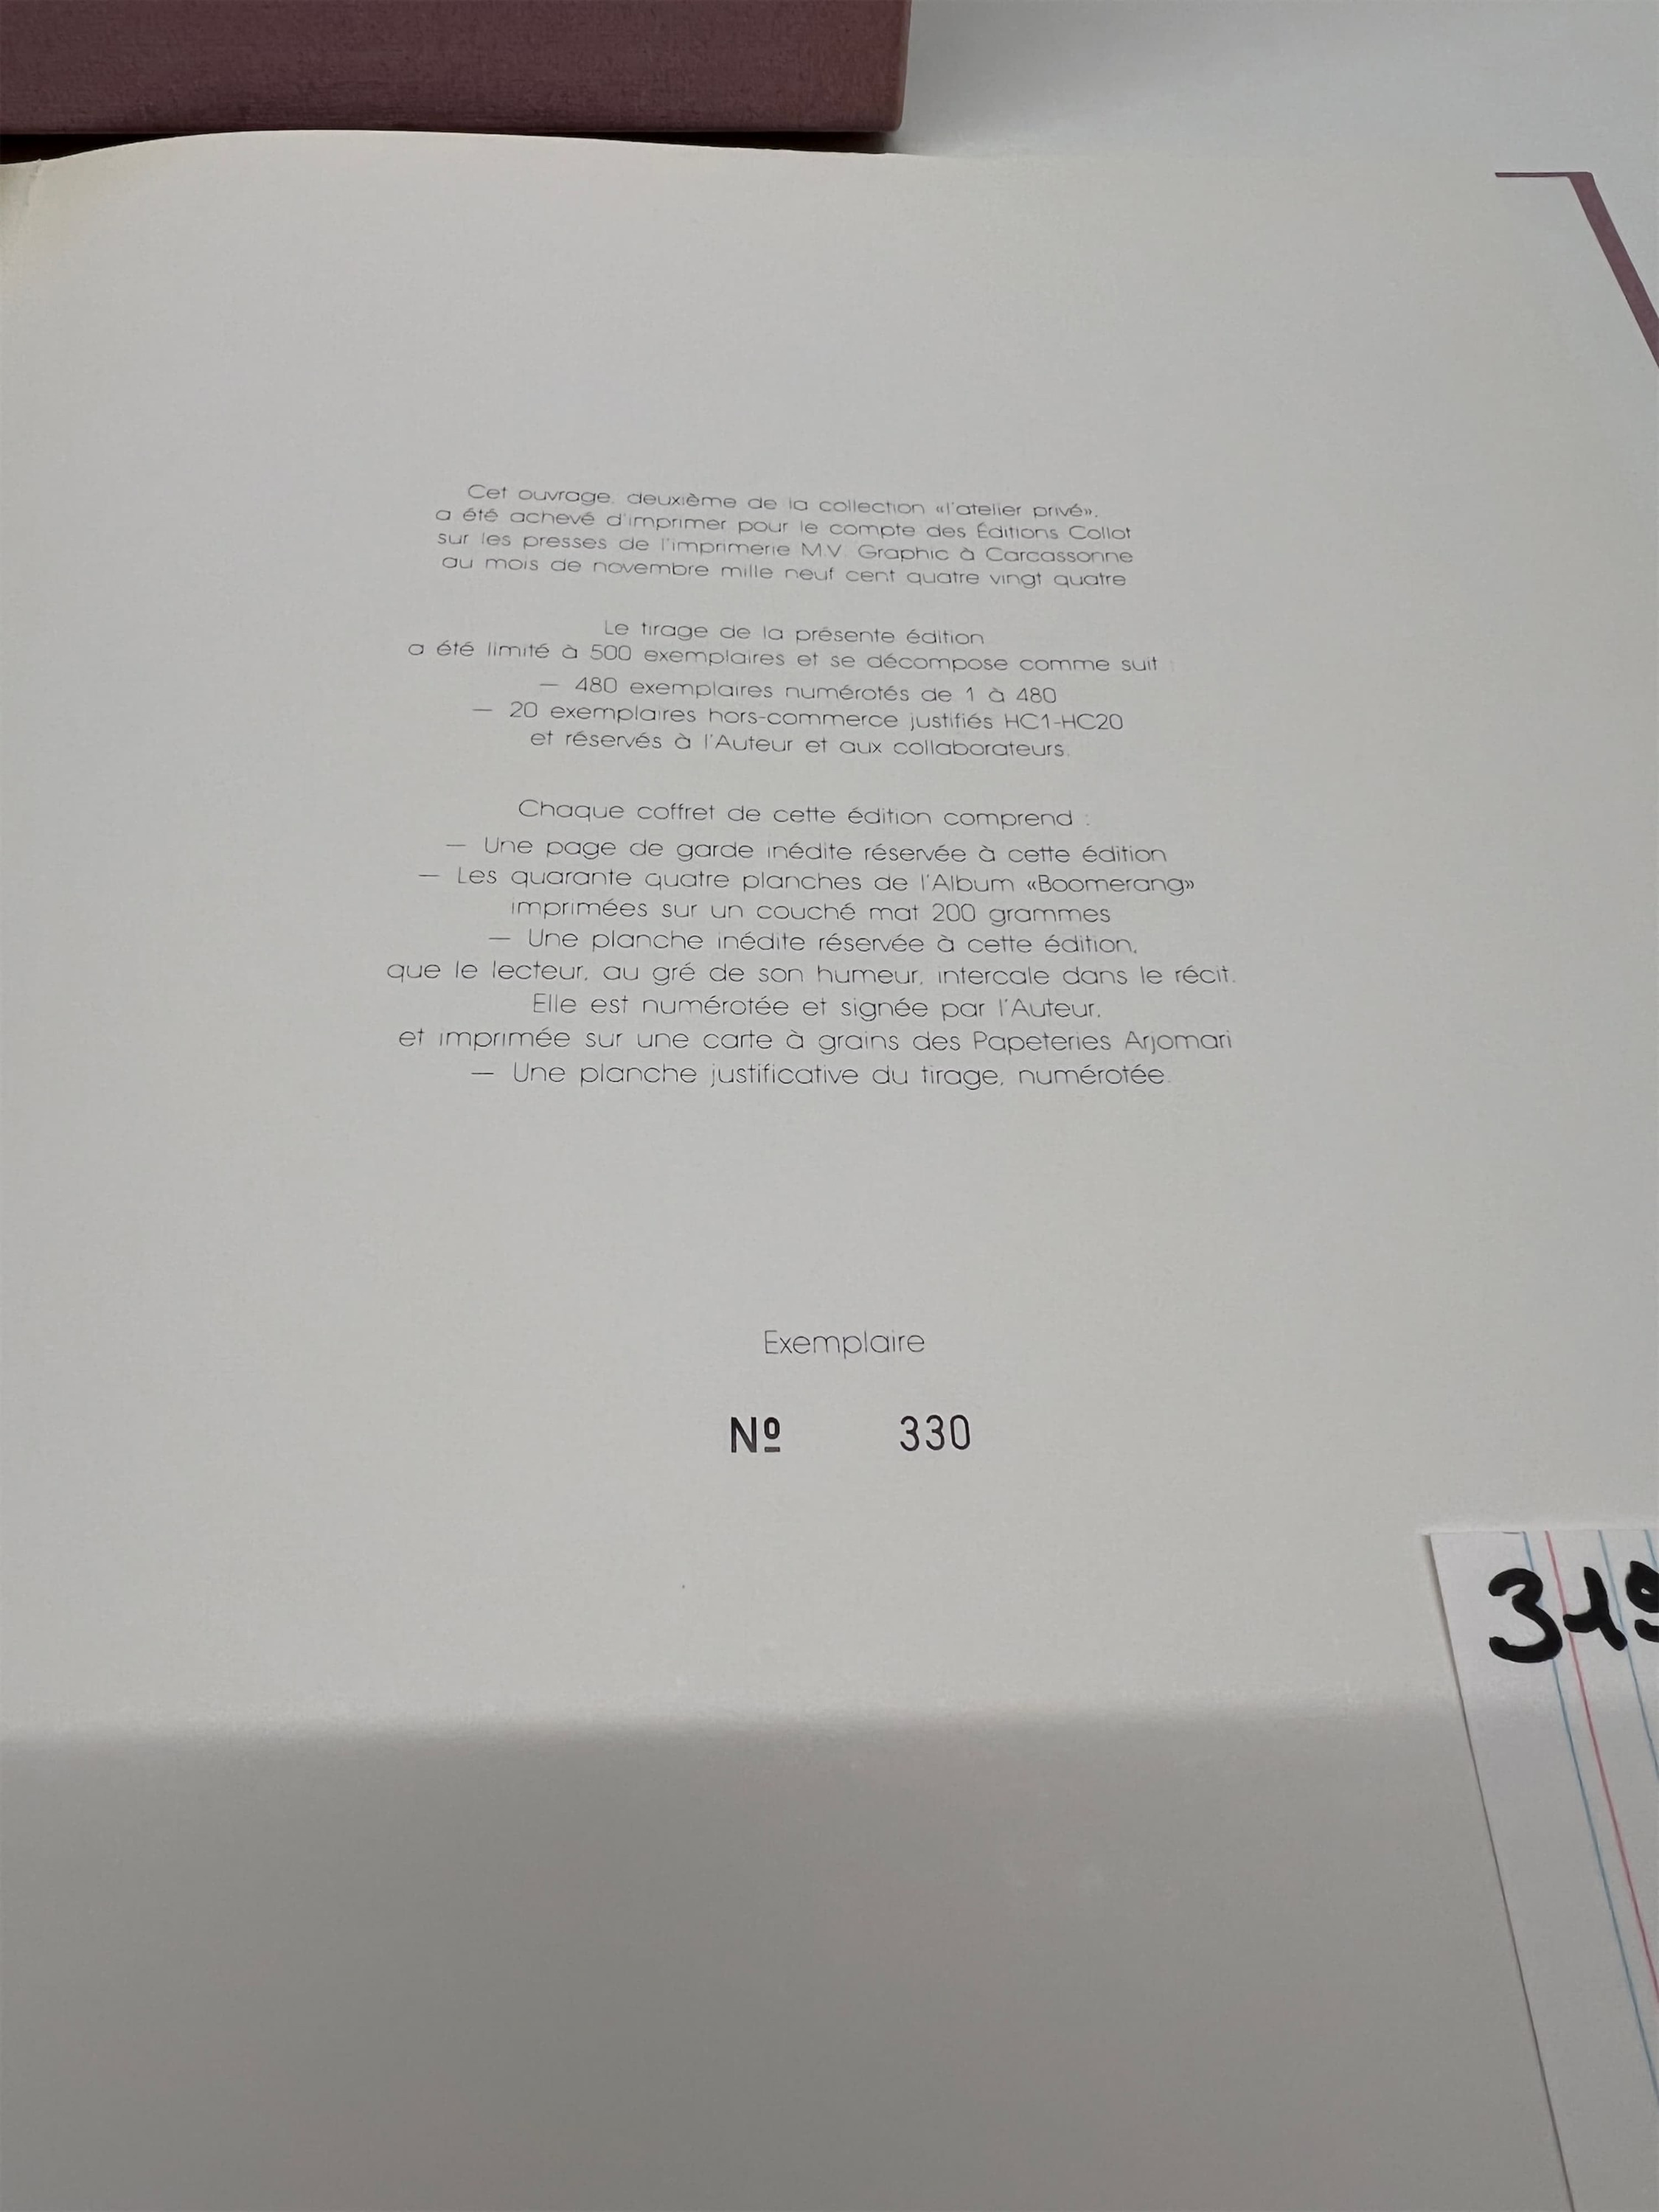 Cet ouvrage, deuxième de la collection «l'atelier privé»,
a été achevé d'imprimer pour le compte des Éditions Collot
sur les presses de l'imprimerie M.V. Graphic à Carcassonne
au mois de novembre mille neuf cent quatre vingt quatre
Le tirage de la présente édition
a été limité à 500 exemplaires et se décompose comme suit :
— 480 exemplaires numérotés de 1 à 480
— 20 exemplaires hors-commerce justifiés HC1-HC20
et réservés à l'Auteur et aux collaborateurs.
Chaque coffret de cette édition comprend :
— Une page de garde inédite réservée à cette édition
— Les quarante quatre planches de l'Album «Boomerang»
imprimées sur un couché mat 200 grammes
— Une planche inédite réservée à cette édition,
que le lecteur, au gré de son humeur, intercale dans le récit.
Elle est numérotée et signée par l'Auteur,
et imprimée sur une carte à grains des Papeteries Arjomari
— Une planche justificative du tirage, numérotée.
Exemplaire
Nº 330